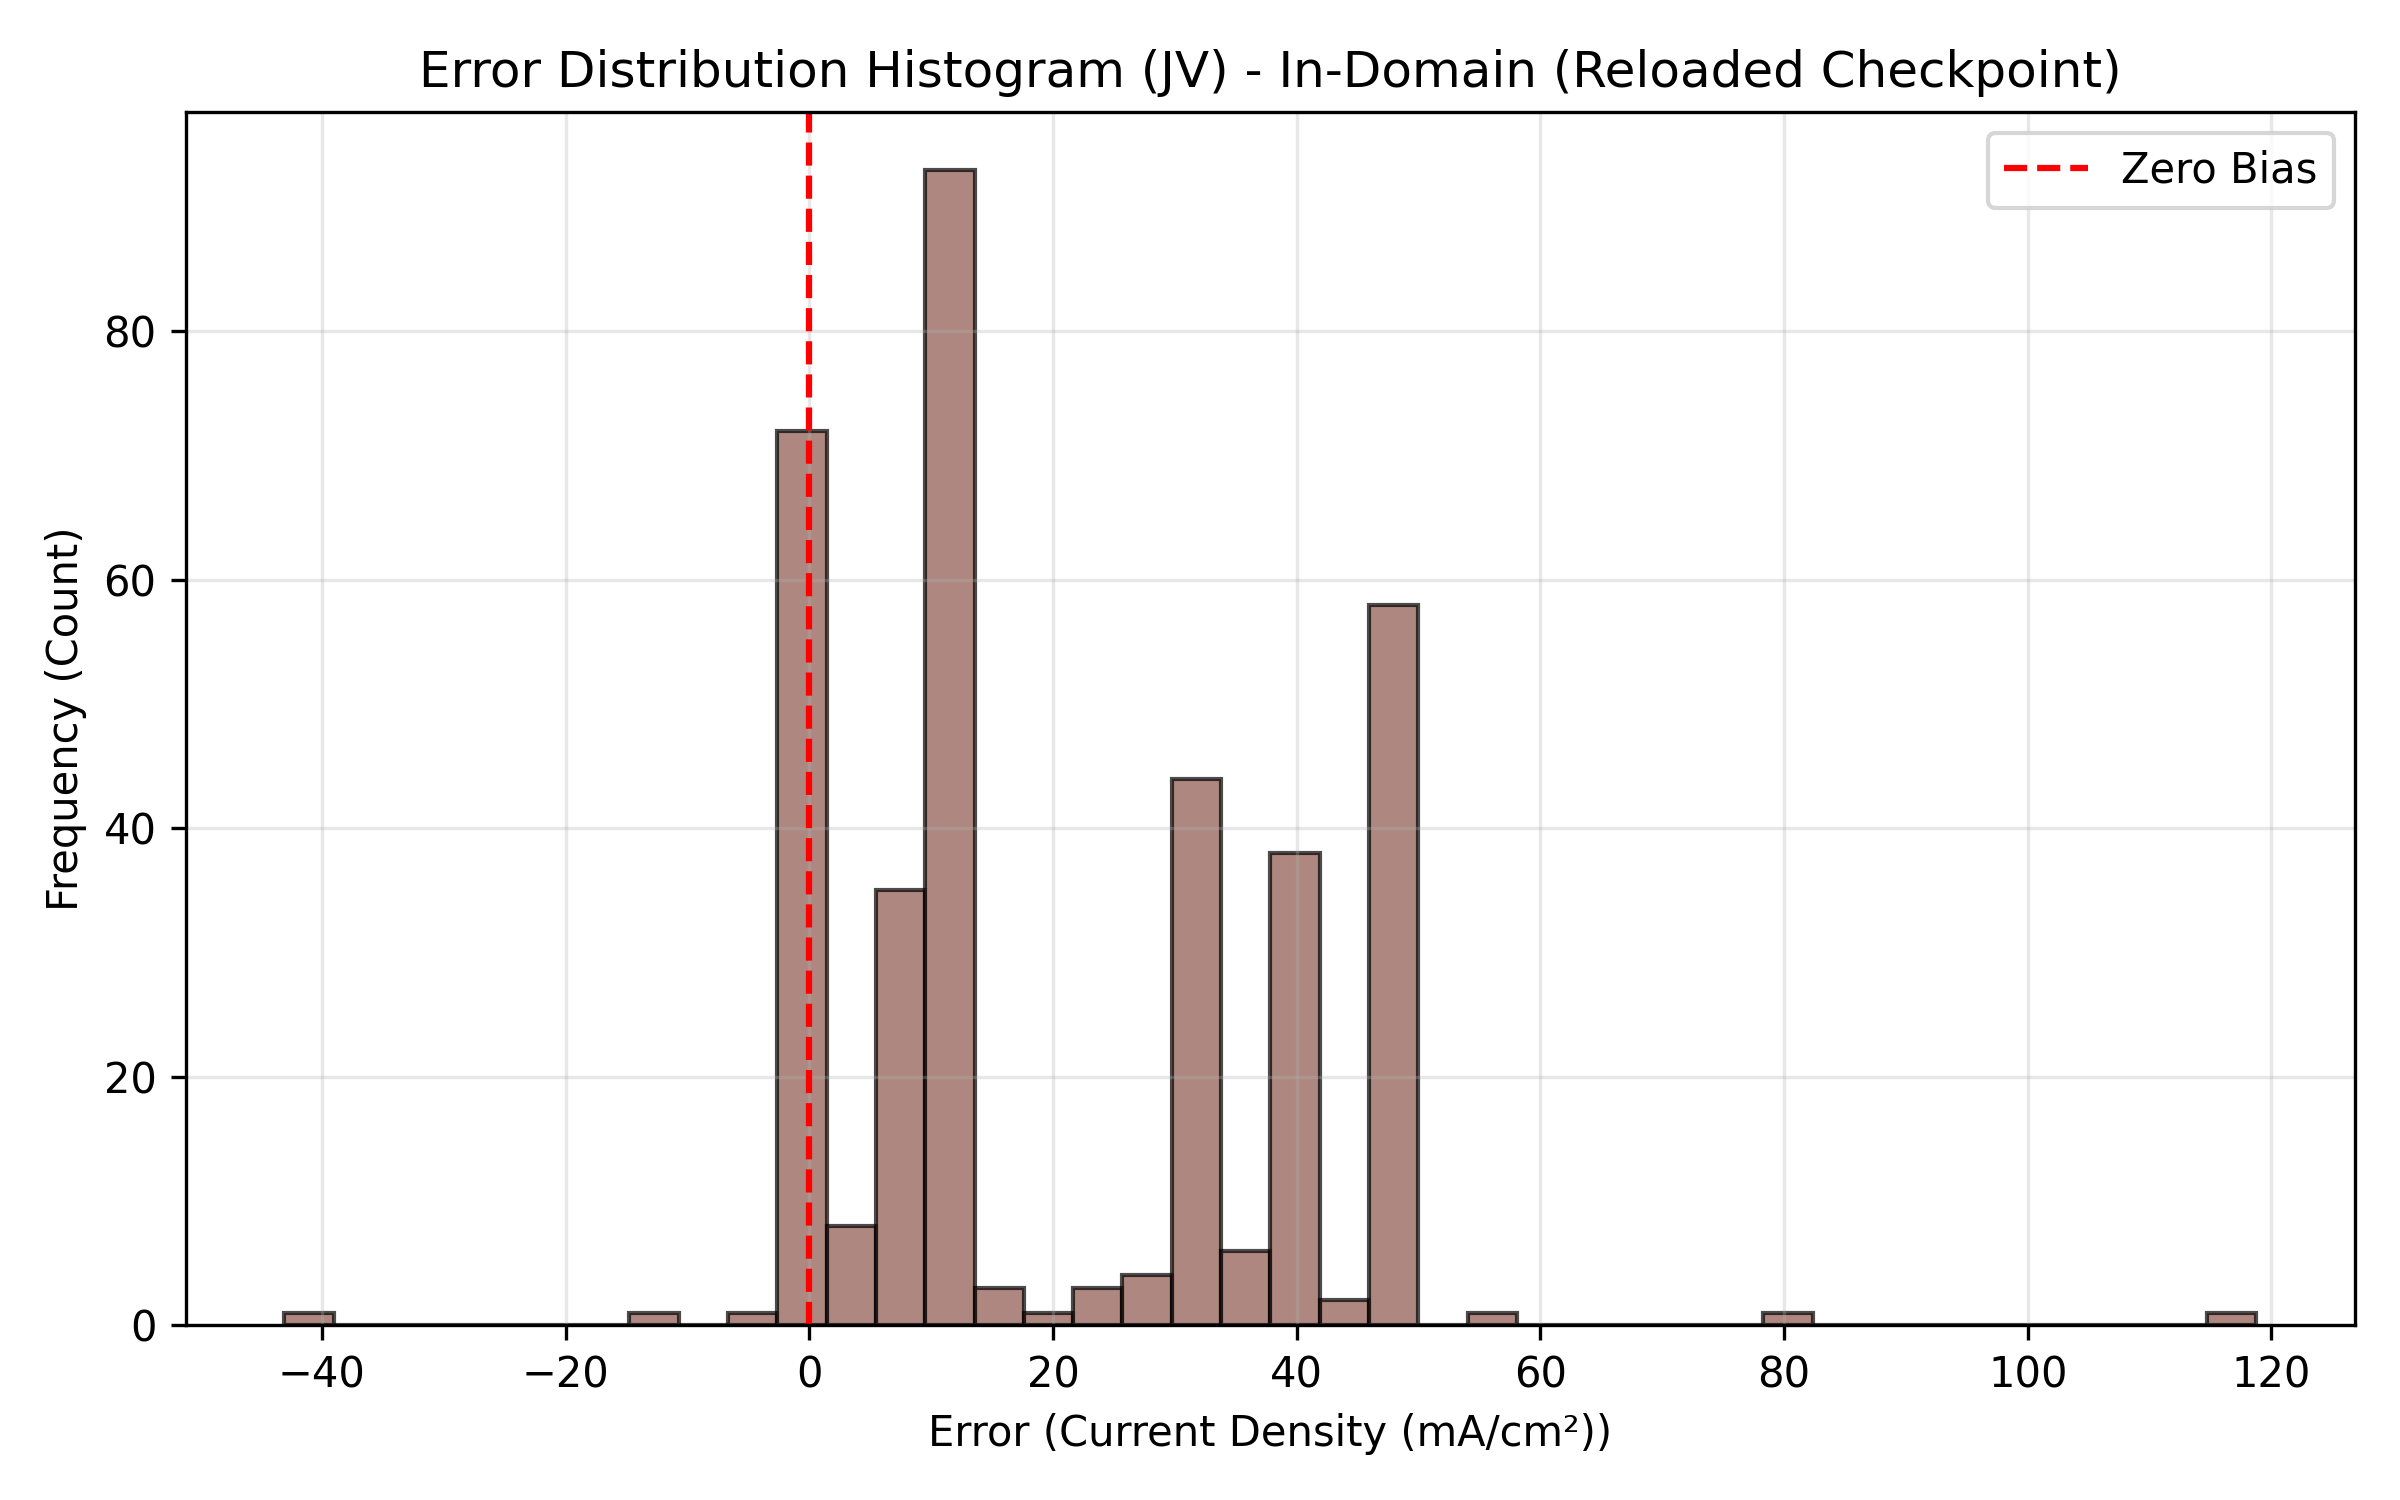 Error Distribution Histogram (JV) - In-Domain (Reloaded Checkpoint)
Zero Bias
Frequency (Count)
80
60
40
20
0
−40 −20 0 20 40 60 80 100 120
Error (Current Density (mA/cm²))